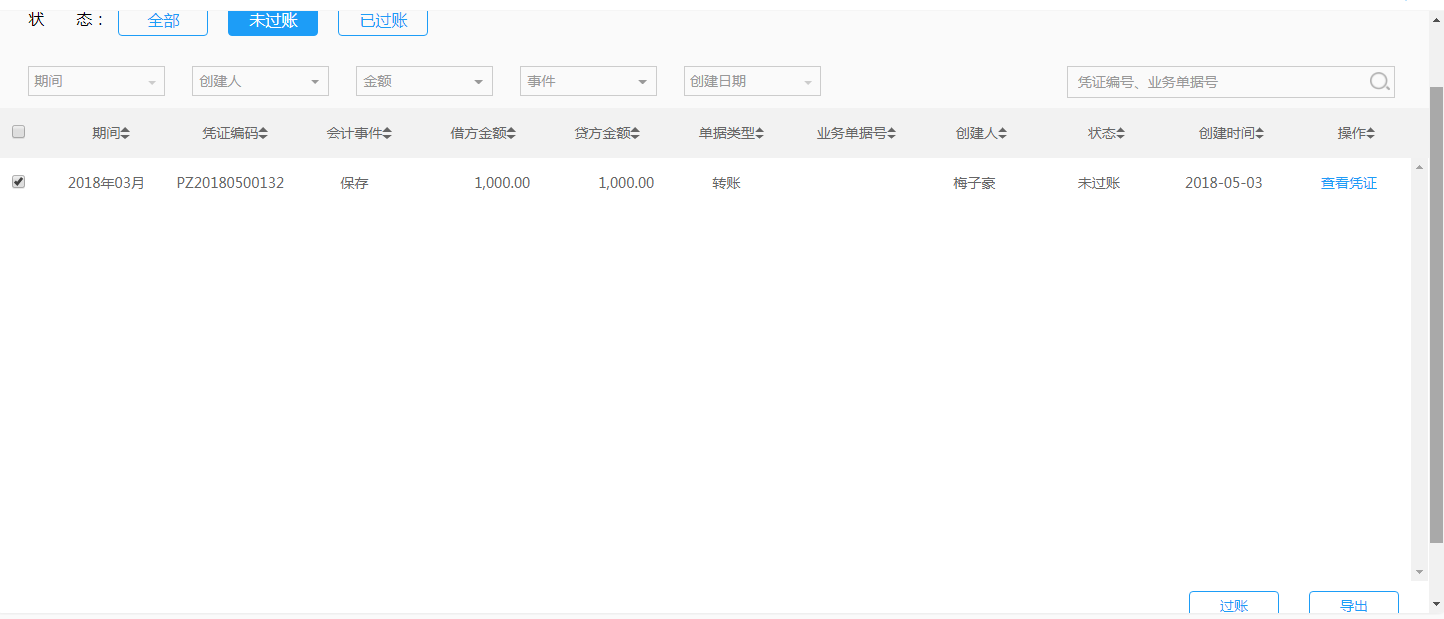 状 态： 全部 未过账 已过账
期间 创建人 金额 事件 创建日期 凭证编号、业务单据号
期间 凭证编码 会计事件 借方金额 贷方金额 单据类型 业务单据号 创建人 状态 创建时间 操作
2018年03月 PZ20180500132 保存 1,000.00 1,000.00 转账 梅子豪 未过账 2018-05-03 查看凭证
过账 导出